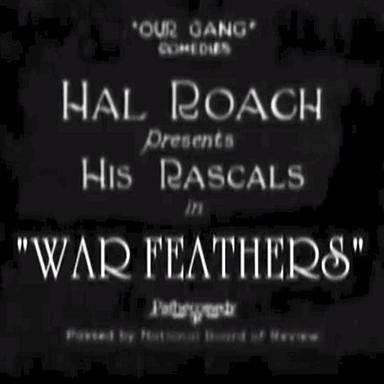 "OUR GANG"
COMEDIES
HAL ROACH
Presents
HIS RASCALS
in
"WAR FEATHERS"
Passed by National Board of Review